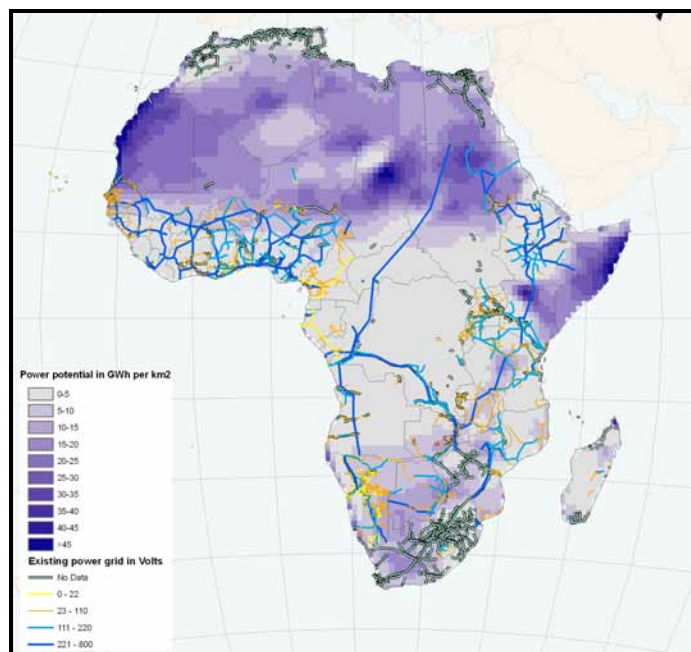 Power potential in GWh per km2
0-5
5-10
10-15
15-20
20-25
25-30
30-35
35-40
40-45
>45
Existing power grid in Volts
No Data
0 - 22
23 - 110
111 - 220
221 - 800